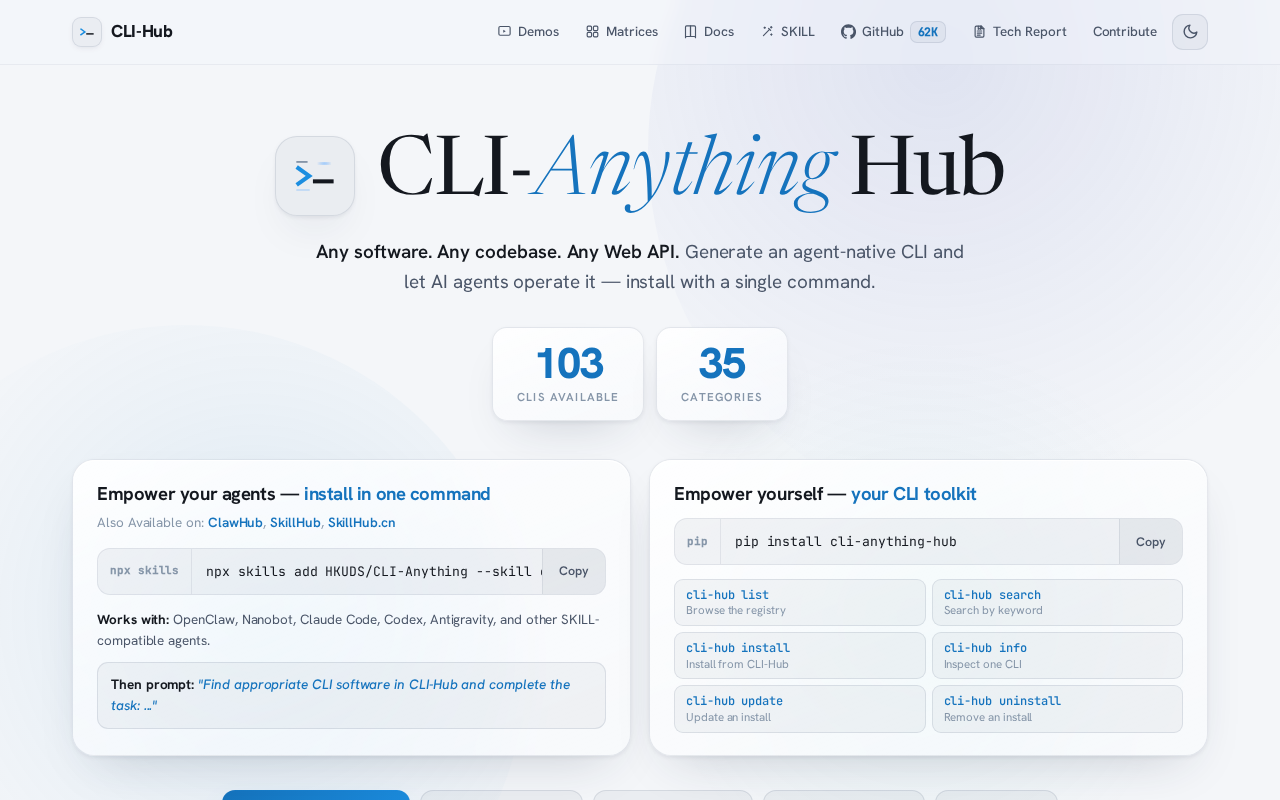 CLI-Hub
Demos
Matrices
Docs
SKILL
GitHub 62K
Tech Report
Contribute
CLI-Anything Hub
Any software. Any codebase. Any Web API. Generate an agent-native CLI and
let AI agents operate it — install with a single command.
103
CLIS AVAILABLE
35
CATEGORIES
Empower your agents — install in one command
Also Available on: ClawHub, SkillHub, SkillHub.cn
npx skills
npx skills add HKUDS/CLI-Anything --skill
Copy
Works with: OpenClaw, Nanobot, Claude Code, Codex, Antigravity, and other SKILL-
compatible agents.
Then prompt: "Find appropriate CLI software in CLI-Hub and complete the
task: ..."
Empower yourself — your CLI toolkit
pip
pip install cli-anything-hub
Copy
cli-hub list
Browse the registry
cli-hub search
Search by keyword
cli-hub install
Install from CLI-Hub
cli-hub info
Inspect one CLI
cli-hub update
Update an install
cli-hub uninstall
Remove an install